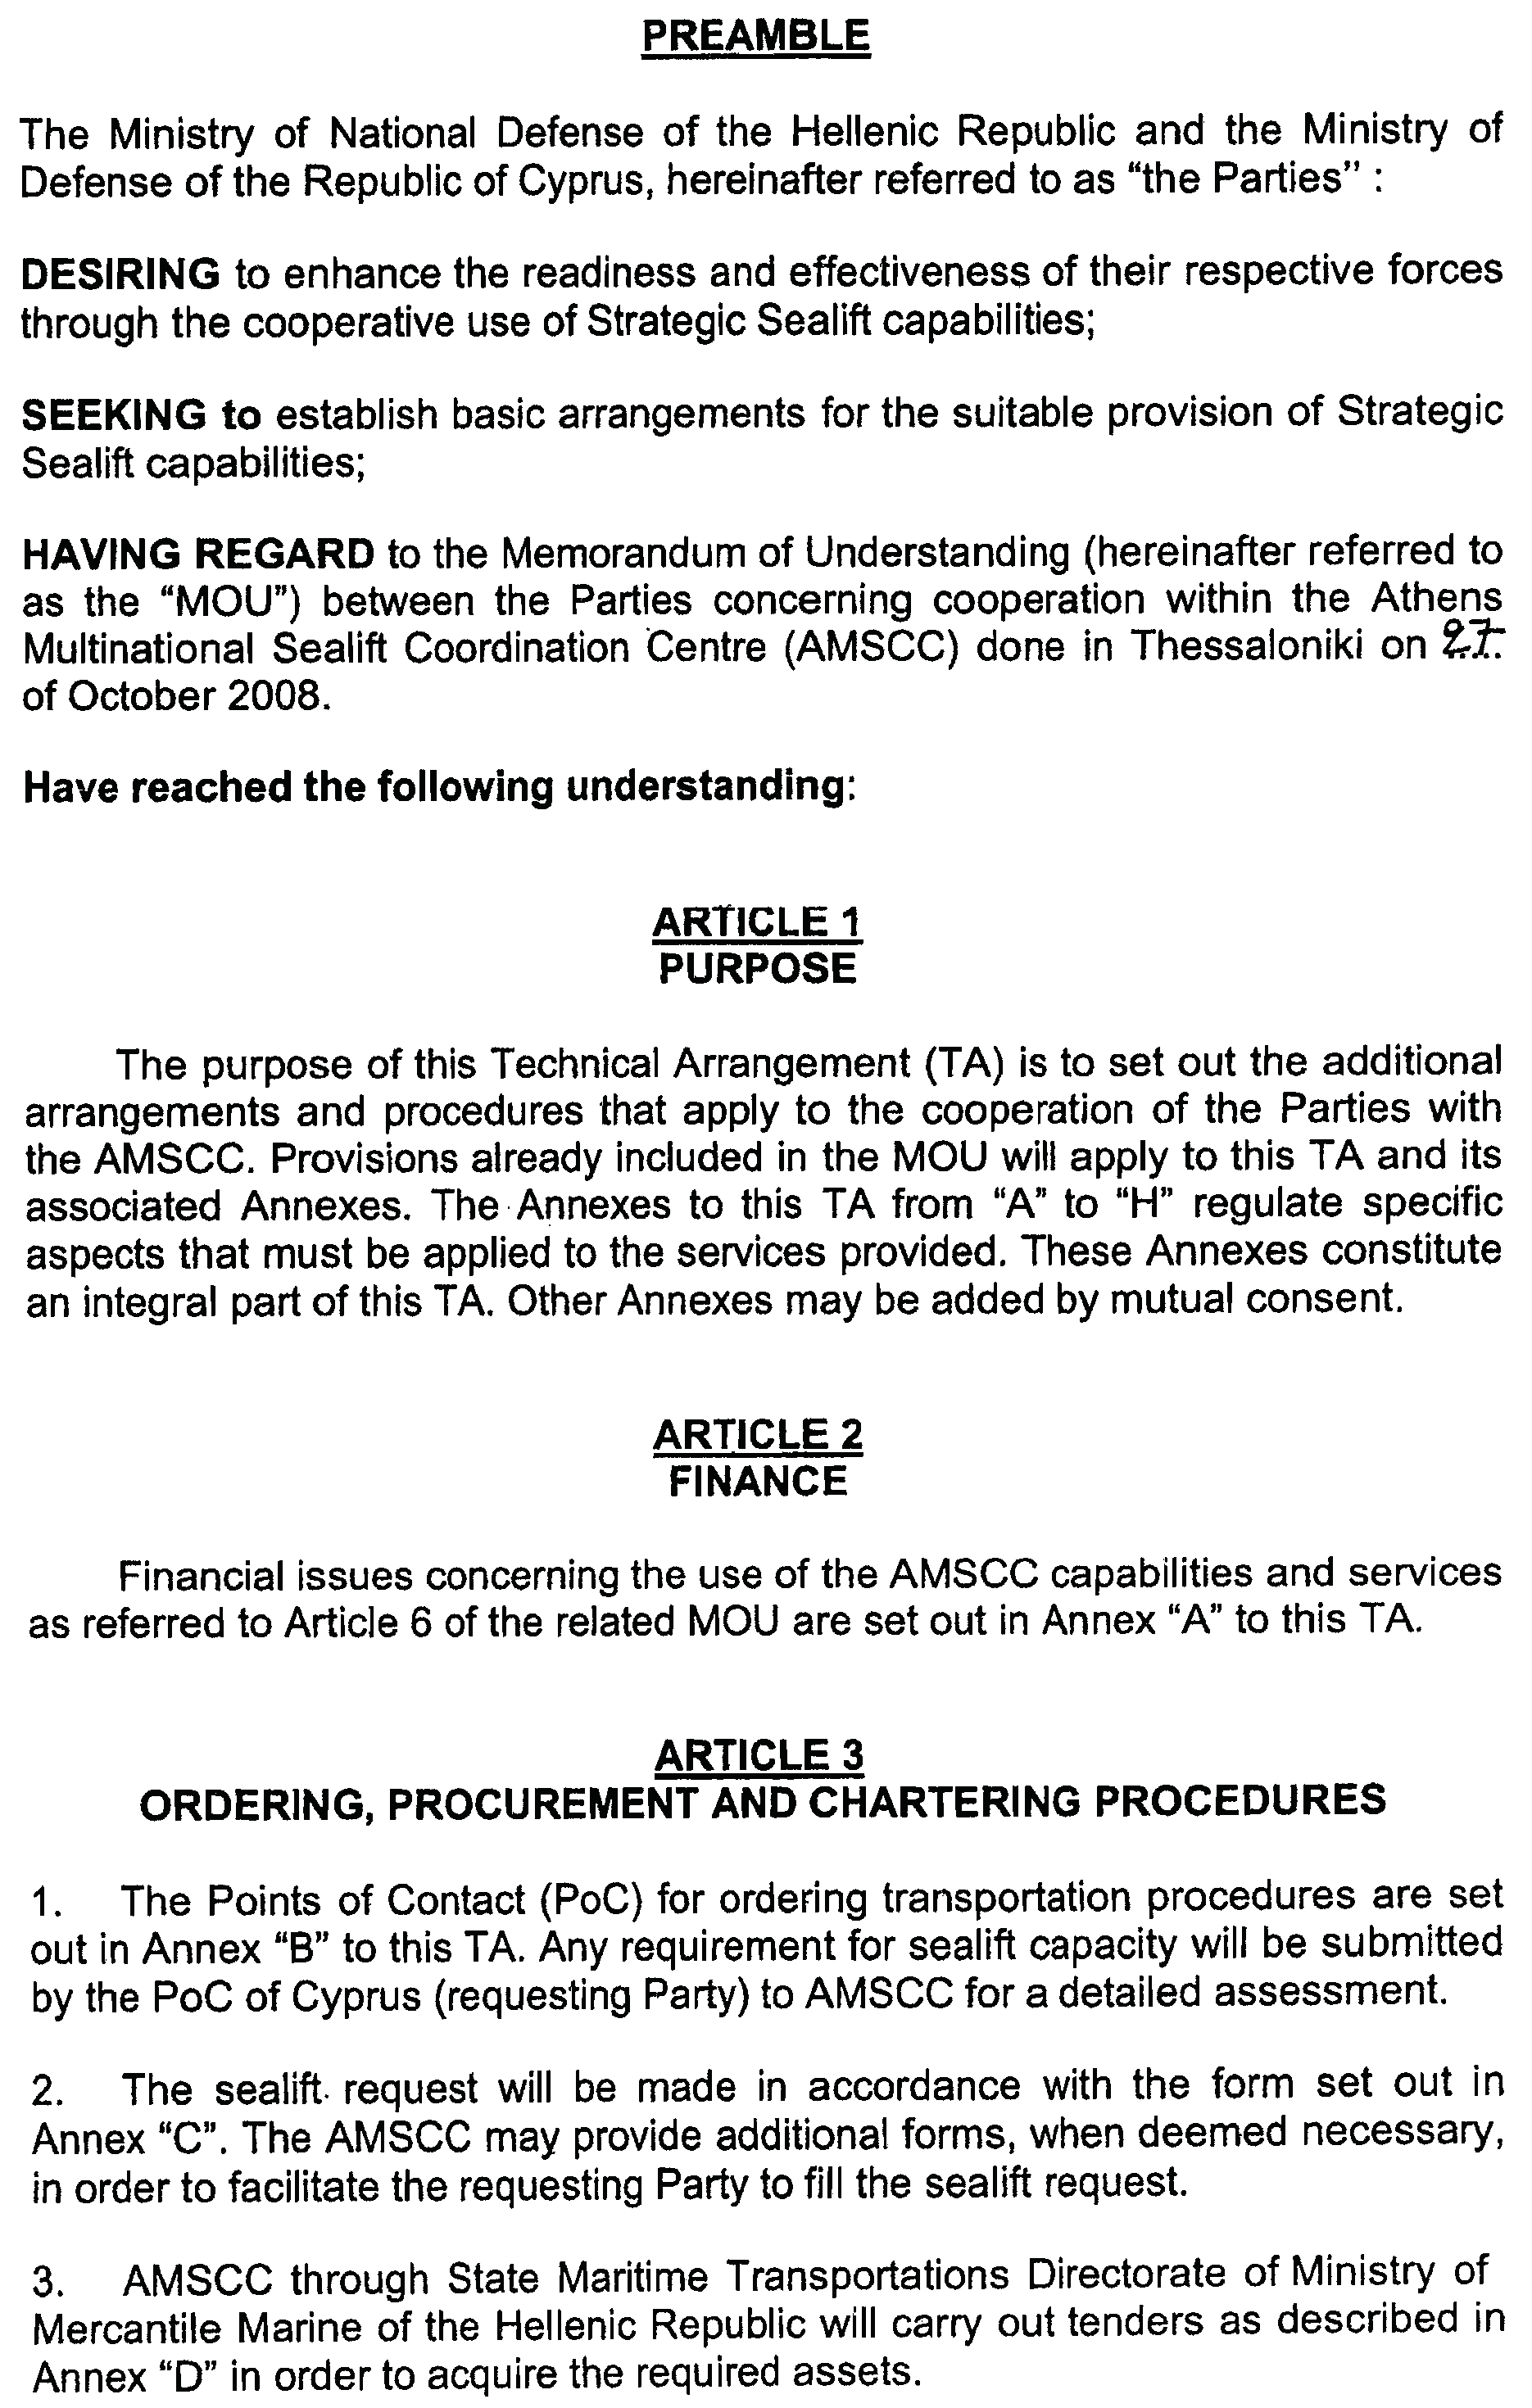 PREAMBLE
The Ministry of National Defense of the Hellenic Republic and the Ministry of
Defense of the Republic of Cyprus, hereinafter referred to as “the Parties” :
DESIRING to enhance the readiness and effectiveness of their respective forces
through the cooperative use of Strategic Sealift capabilities;
SEEKING to establish basic arrangements for the suitable provision of Strategic
Sealift capabilities;
HAVING REGARD to the Memorandum of Understanding (hereinafter referred to
as the “MOU”) between the Parties concerning cooperation within the Athens
Multinational Sealift Coordination Centre (AMSCC) done in Thessaloniki on 27.
of October 2008.
Have reached the following understanding:
ARTICLE 1
PURPOSE
The purpose of this Technical Arrangement (TA) is to set out the additional
arrangements and procedures that apply to the cooperation of the Parties with
the AMSCC. Provisions already included in the MOU will apply to this TA and its
associated Annexes. The Annexes to this TA from “A” to “H” regulate specific
aspects that must be applied to the services provided. These Annexes constitute
an integral part of this TA. Other Annexes may be added by mutual consent.
ARTICLE 2
FINANCE
Financial issues concerning the use of the AMSCC capabilities and services
as referred to Article 6 of the related MOU are set out in Annex “A” to this TA.
ARTICLE 3
ORDERING, PROCUREMENT AND CHARTERING PROCEDURES
1. The Points of Contact (PoC) for ordering transportation procedures are set
out in Annex “B” to this TA. Any requirement for sealift capacity will be submitted
by the PoC of Cyprus (requesting Party) to AMSCC for a detailed assessment.
2. The sealift request will be made in accordance with the form set out in
Annex “C”. The AMSCC may provide additional forms, when deemed necessary,
in order to facilitate the requesting Party to fill the sealift request.
3. AMSCC through State Maritime Transportations Directorate of Ministry of
Mercantile Marine of the Hellenic Republic will carry out tenders as described in
Annex “D” in order to acquire the required assets.